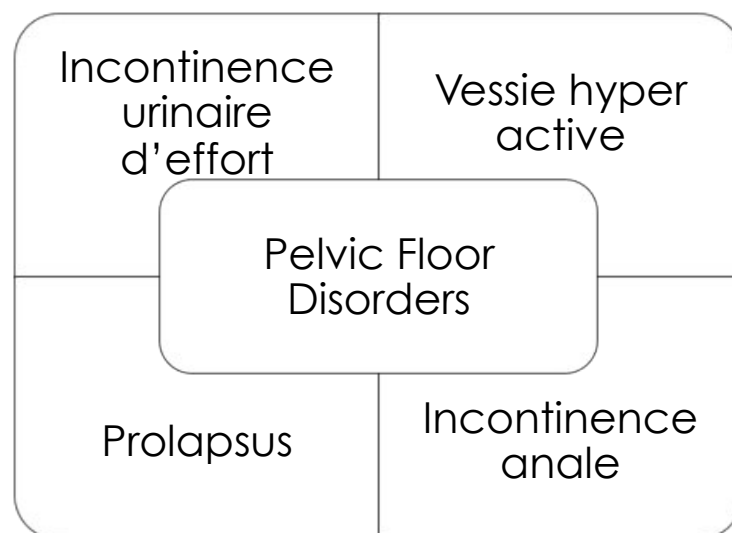 Incontinence
urinaire
d’effort
Vessie hyper
active
Pelvic Floor
Disorders
Prolapsus
Incontinence
anale